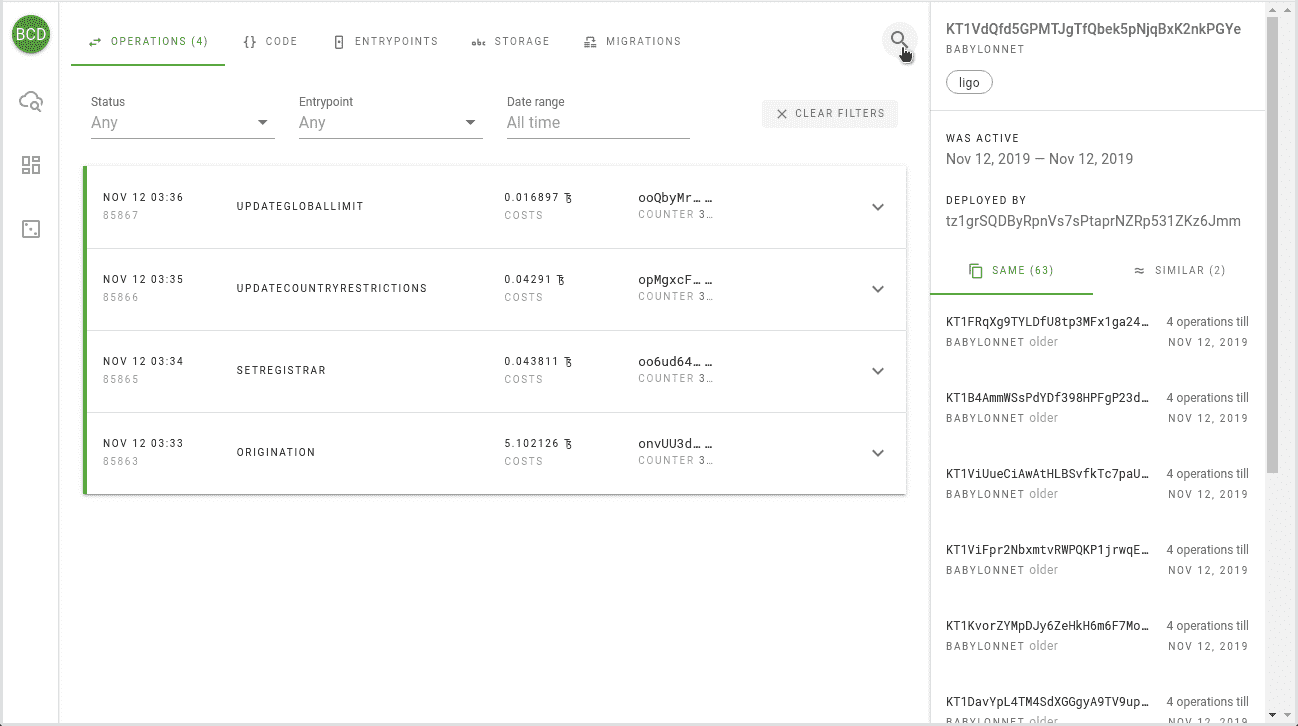 BCD
OPERATIONS (4)
{} CODE
ENTRYPOINTS
abc STORAGE
MIGRATIONS
Status
Any
Entrypoint
Any
Date range
All time
CLEAR FILTERS
NOV 12 03:36
85867
UPDATEGLOBALLIMIT
0.016897 ꜩ
COSTS
ooQbyMr… …
COUNTER 3…
NOV 12 03:35
85866
UPDATECOUNTRYRESTRICTIONS
0.04291 ꜩ
COSTS
opMgxcF… …
COUNTER 3…
NOV 12 03:34
85865
SETREGISTRAR
0.043811 ꜩ
COSTS
oo6ud64… …
COUNTER 3…
NOV 12 03:33
85863
ORIGINATION
5.102126 ꜩ
COSTS
onvUU3d… …
COUNTER 3…
KT1VdQfd5GPMTJgTfQbek5pNjqBxK2nkPGYe
BABYLONNET
ligo
WAS ACTIVE
Nov 12, 2019 — Nov 12, 2019
DEPLOYED BY
tz1grSQDByRpnVs7sPtaprNZRp531ZKz6Jmm
SAME (63)
SIMILAR (2)
KT1FRqXg9TYLDfU8tp3MFx1ga24… 4 operations till
BABYLONNET older NOV 12, 2019
KT1B4AmmWSsPdYDf398HPFgP23d… 4 operations till
BABYLONNET older NOV 12, 2019
KT1ViUueCiAwAtHLBSvfkTc7paU… 4 operations till
BABYLONNET older NOV 12, 2019
KT1ViFpr2NbxmtvRWPQKP1jrwqE… 4 operations till
BABYLONNET older NOV 12, 2019
KT1KvorZYMpDJy6ZeHkH6m6F7Mo… 4 operations till
BABYLONNET older NOV 12, 2019
KT1DavYpL4TM4SdXGGgyA9TV9up… 4 operations till
BABYLONNET older NOV 12, 2019